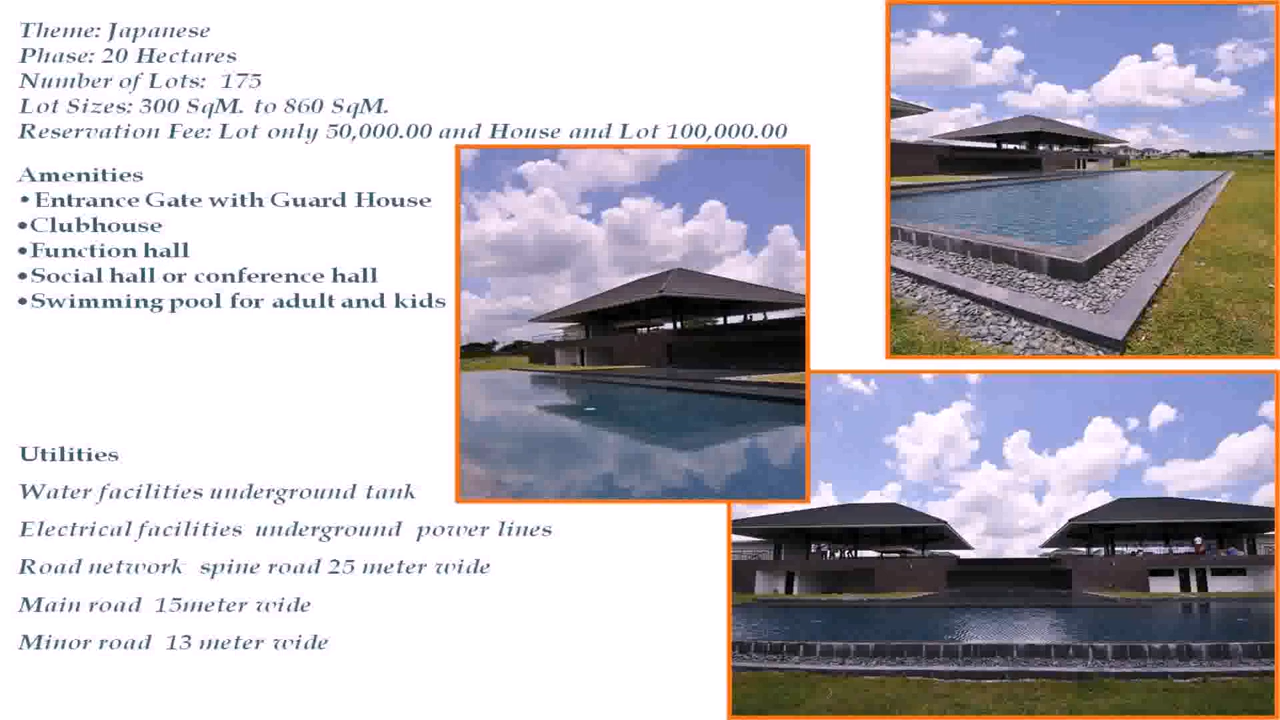 Theme: Japanese
Phase: 20 Hectares
Number of Lots: 175
Lot Sizes: 300 SqM. to 860 SqM.
Reservation Fee: Lot only 50,000.00 and House and Lot 100,000.00
Amenities
•Entrance Gate with Guard House
•Clubhouse
•Function hall
•Social hall or conference hall
•Swimming pool for adult and kids
Utilities
Water facilities underground tank
Electrical facilities underground power lines
Road network spine road 25 meter wide
Main road 15meter wide
Minor road 13 meter wide